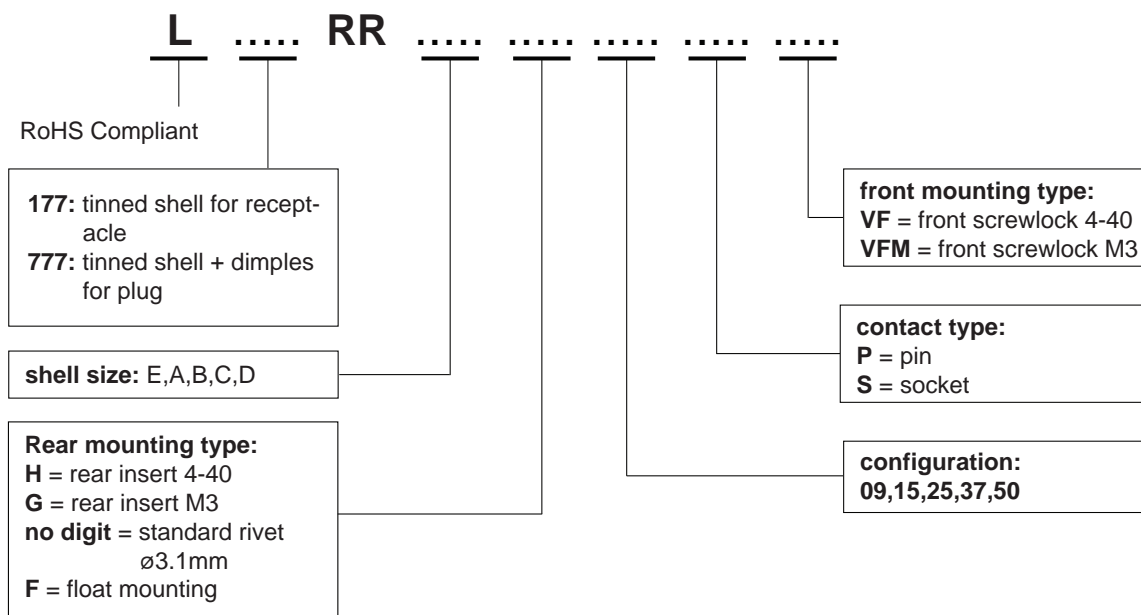 L ..... RR ..... ..... ..... ..... .....
RoHS Compliant
177: tinned shell for recept-
acle
777: tinned shell + dimples
for plug
shell size: E,A,B,C,D
Rear mounting type:
H = rear insert 4-40
G = rear insert M3
no digit = standard rivet
ø3.1mm
F = float mounting
front mounting type:
VF = front screwlock 4-40
VFM = front screwlock M3
contact type:
P = pin
S = socket
configuration:
09,15,25,37,50